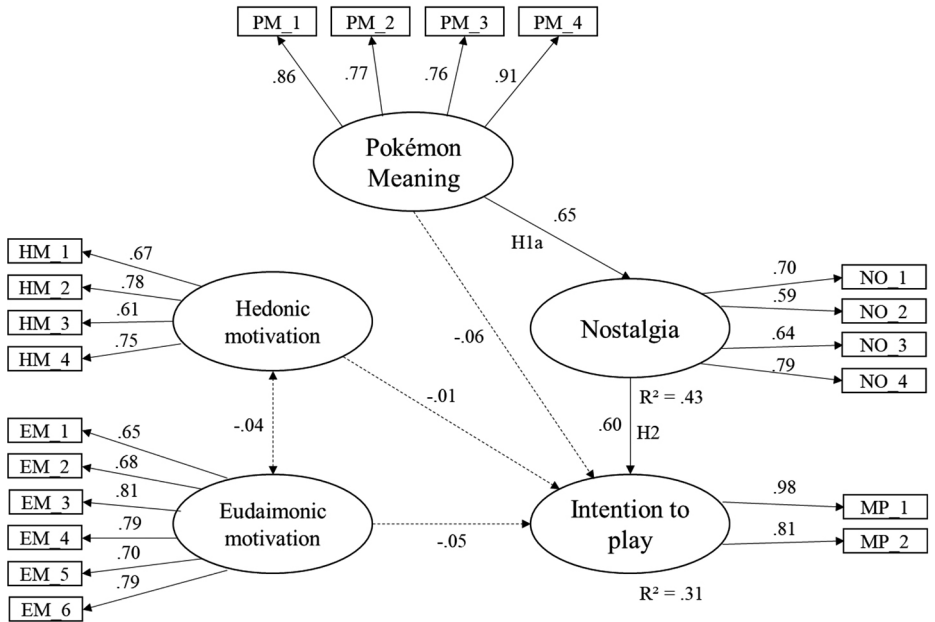 PM_1
PM_2
PM_3
PM_4
.86
.77
.76
.91
Pokémon
Meaning
.65
H1a
HM_1
HM_2
HM_3
HM_4
.67
.78
.61
.75
Hedonic
motivation
-.06
Nostalgia
.70
.59
.64
.79
NO_1
NO_2
NO_3
NO_4
R² = .43
-.04
-.01
.60
H2
EM_1
EM_2
EM_3
EM_4
EM_5
EM_6
.65
.68
.81
.79
.70
.79
Eudaimonic
motivation
-.05
Intention to
play
.98
.81
MP_1
MP_2
R² = .31